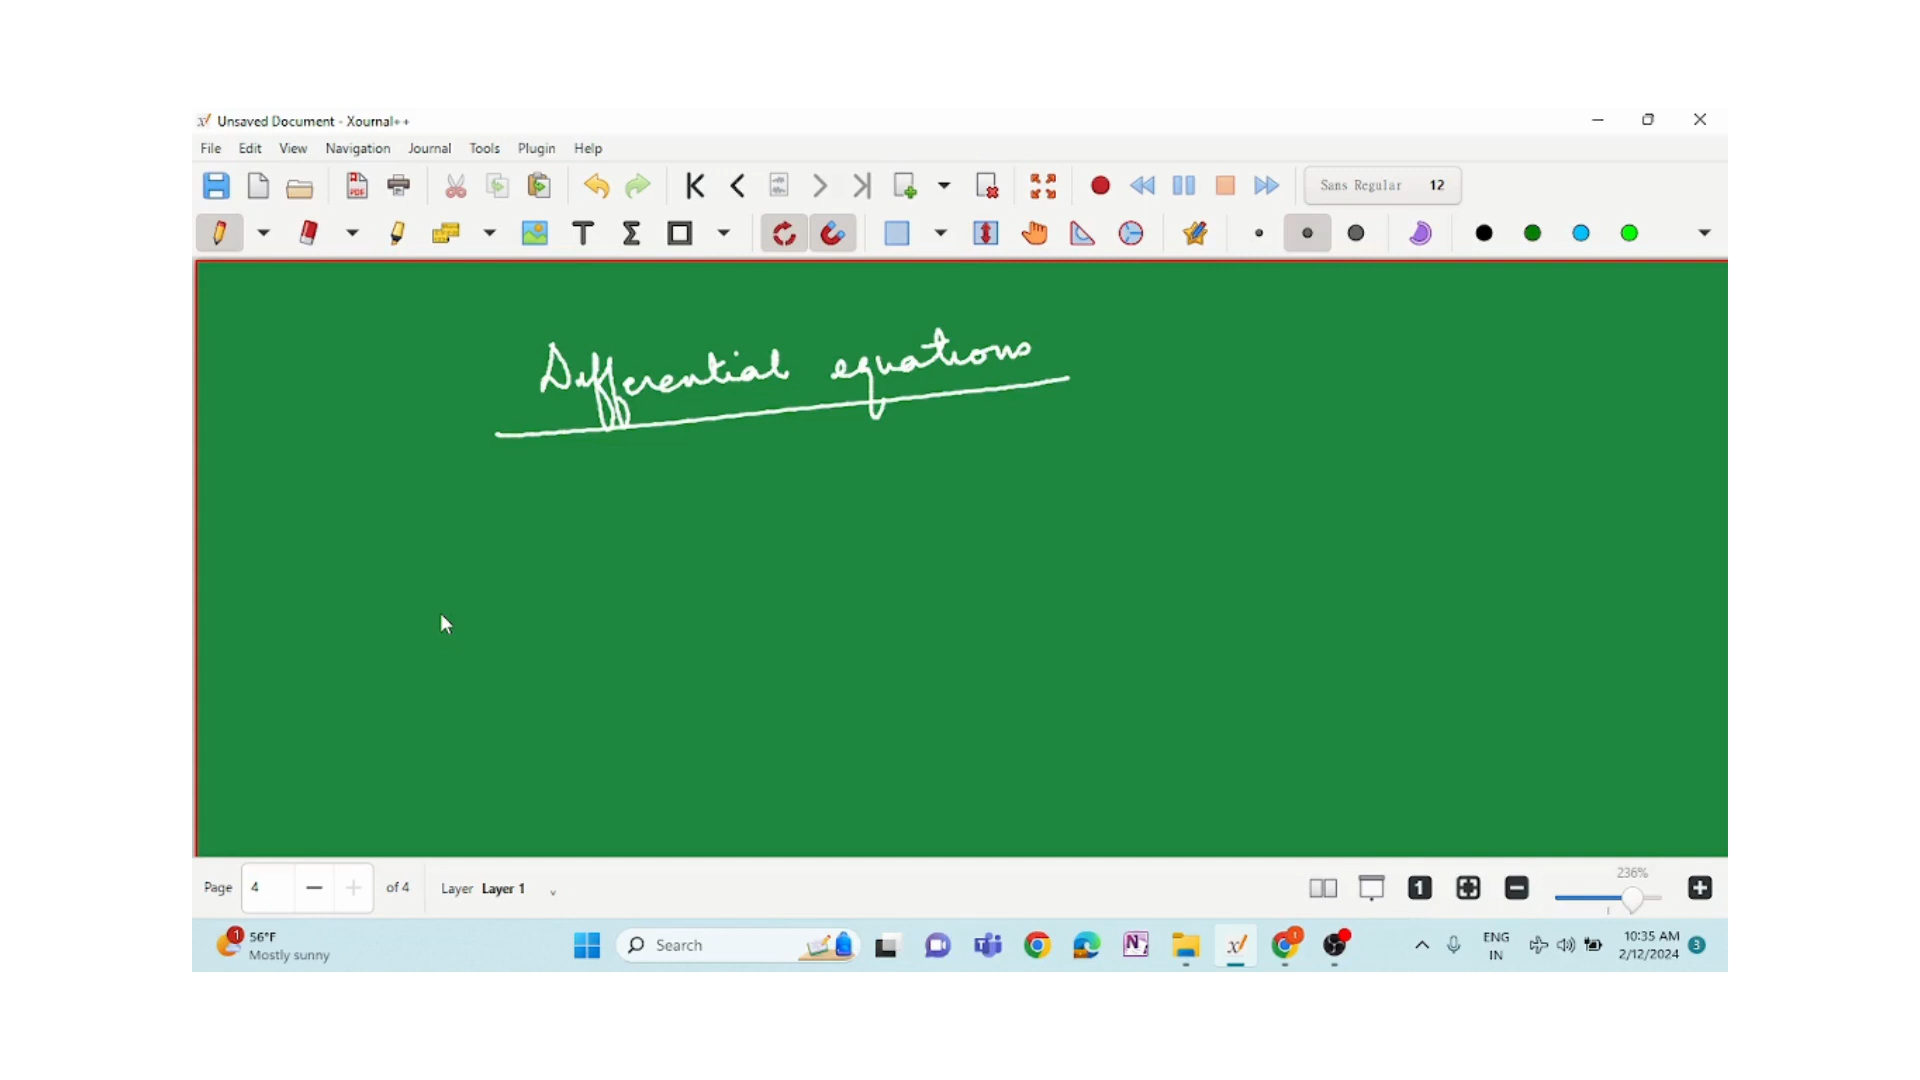 Unsaved Document - Xournal++
File Edit View Navigation Journal Tools Plugin Help
Sans Regular 12
Differential equations
Page 4 of 4 Layer Layer 1
236%
56°F
Mostly sunny
Search
ENG
IN
10:35 AM
2/12/2024
3